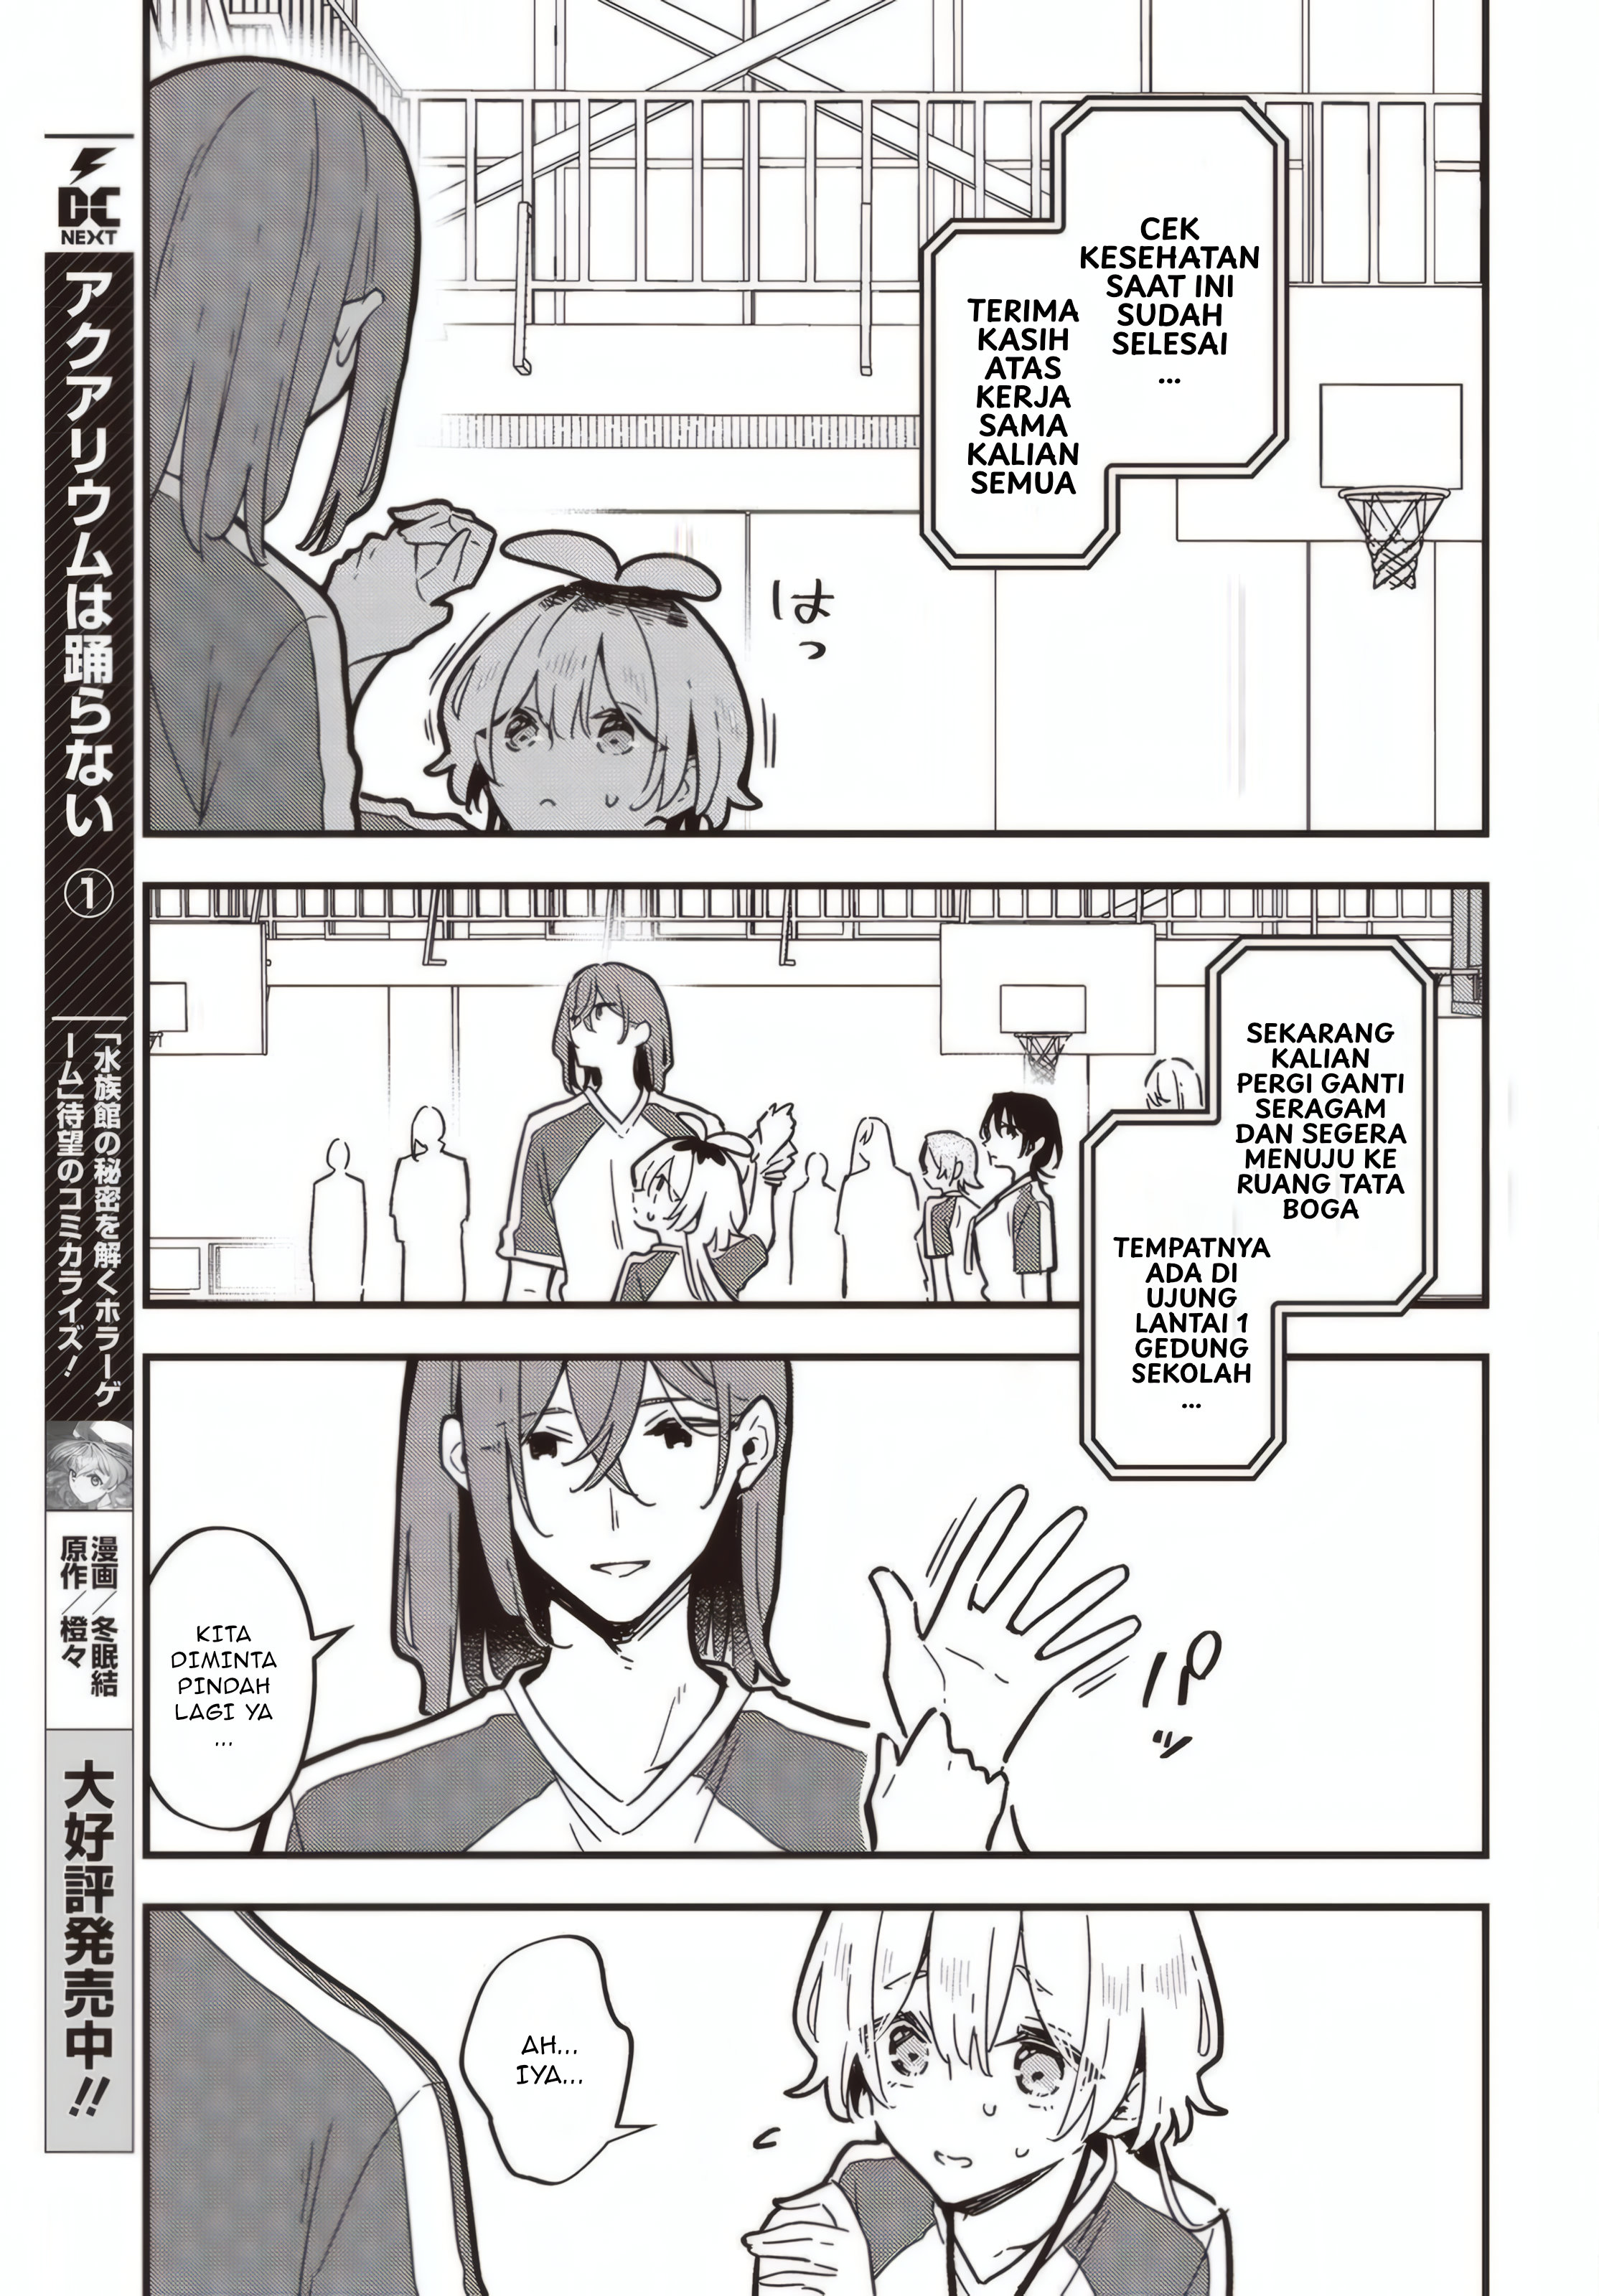 CEK
KESEHATAN
SAAT INI
SUDAH
SELESAI
...
TERIMA
KASIH
ATAS
KERJA
SAMA
KALIAN
SEMUA
はっ
SEKARANG
KALIAN
PERGI GANTI
SERAGAM
DAN SEGERA
MENUJU KE
RUANG TATA
BOGA
TEMPATNYA
ADA DI
UJUNG
LANTAI 1
GEDUNG
SEKOLAH
...
パッ
KITA
DIMINTA
PINDAH
LAGI YA
...
AH...
IYA...
DC
NEXT
アクアリウムは踊らない ①
「水族館の秘密を解くホラーゲ
ーム」待望のコミカライズ!
漫画/冬眠結
原作/橙々
大好評発売中!!